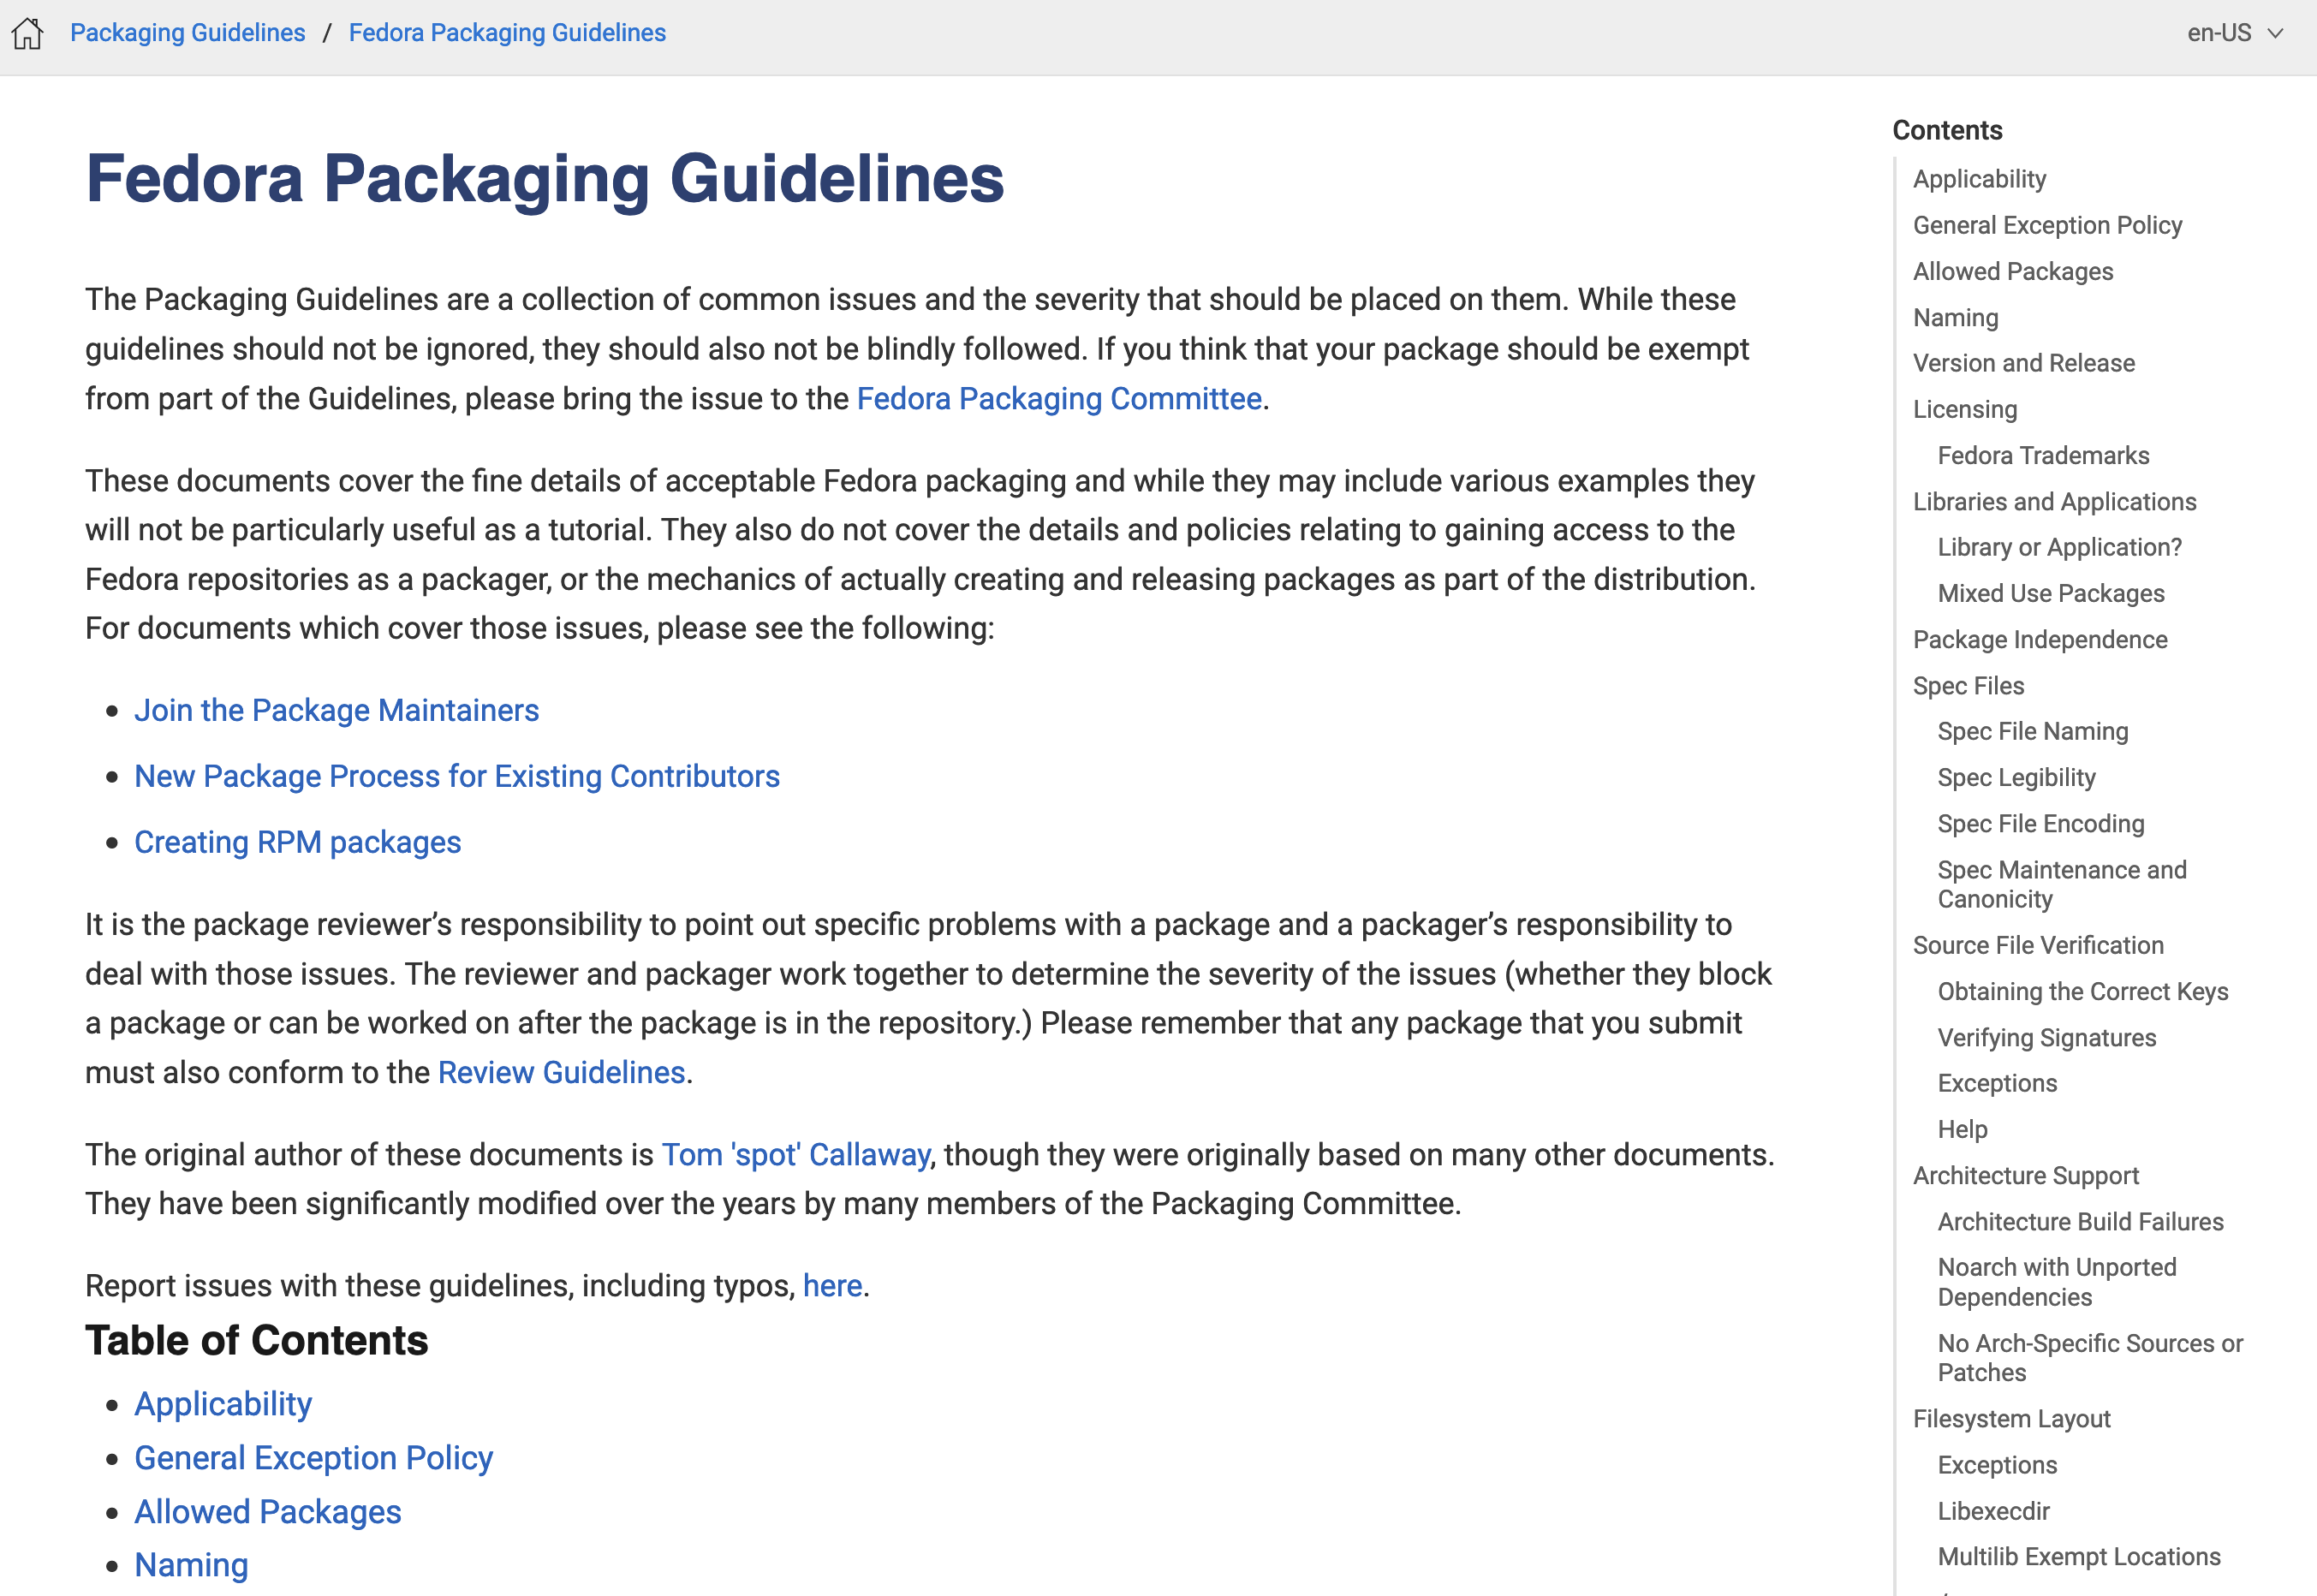 Packaging Guidelines / Fedora Packaging Guidelines
en-US
Fedora Packaging Guidelines
The Packaging Guidelines are a collection of common issues and the severity that should be placed on them. While these
guidelines should not be ignored, they should also not be blindly followed. If you think that your package should be exempt
from part of the Guidelines, please bring the issue to the Fedora Packaging Committee.
These documents cover the fine details of acceptable Fedora packaging and while they may include various examples they
will not be particularly useful as a tutorial. They also do not cover the details and policies relating to gaining access to the
Fedora repositories as a packager, or the mechanics of actually creating and releasing packages as part of the distribution.
For documents which cover those issues, please see the following:
• Join the Package Maintainers
• New Package Process for Existing Contributors
• Creating RPM packages
It is the package reviewer’s responsibility to point out specific problems with a package and a packager’s responsibility to
deal with those issues. The reviewer and packager work together to determine the severity of the issues (whether they block
a package or can be worked on after the package is in the repository.) Please remember that any package that you submit
must also conform to the Review Guidelines.
The original author of these documents is Tom 'spot' Callaway, though they were originally based on many other documents.
They have been significantly modified over the years by many members of the Packaging Committee.
Report issues with these guidelines, including typos, here.
Table of Contents
• Applicability
• General Exception Policy
• Allowed Packages
• Naming
Contents
Applicability
General Exception Policy
Allowed Packages
Naming
Version and Release
Licensing
Fedora Trademarks
Libraries and Applications
Library or Application?
Mixed Use Packages
Package Independence
Spec Files
Spec File Naming
Spec Legibility
Spec File Encoding
Spec Maintenance and
Canonicity
Source File Verification
Obtaining the Correct Keys
Verifying Signatures
Exceptions
Help
Architecture Support
Architecture Build Failures
Noarch with Unported
Dependencies
No Arch-Specific Sources or
Patches
Filesystem Layout
Exceptions
Libexecdir
Multilib Exempt Locations